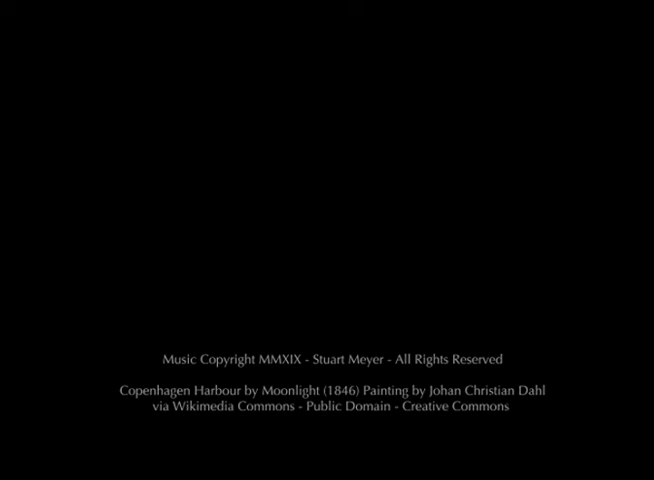 Music Copyright MMXIX - Stuart Meyer - All Rights Reserved
Copenhagen Harbour by Moonlight (1846) Painting by Johan Christian Dahl
via Wikimedia Commons - Public Domain - Creative Commons